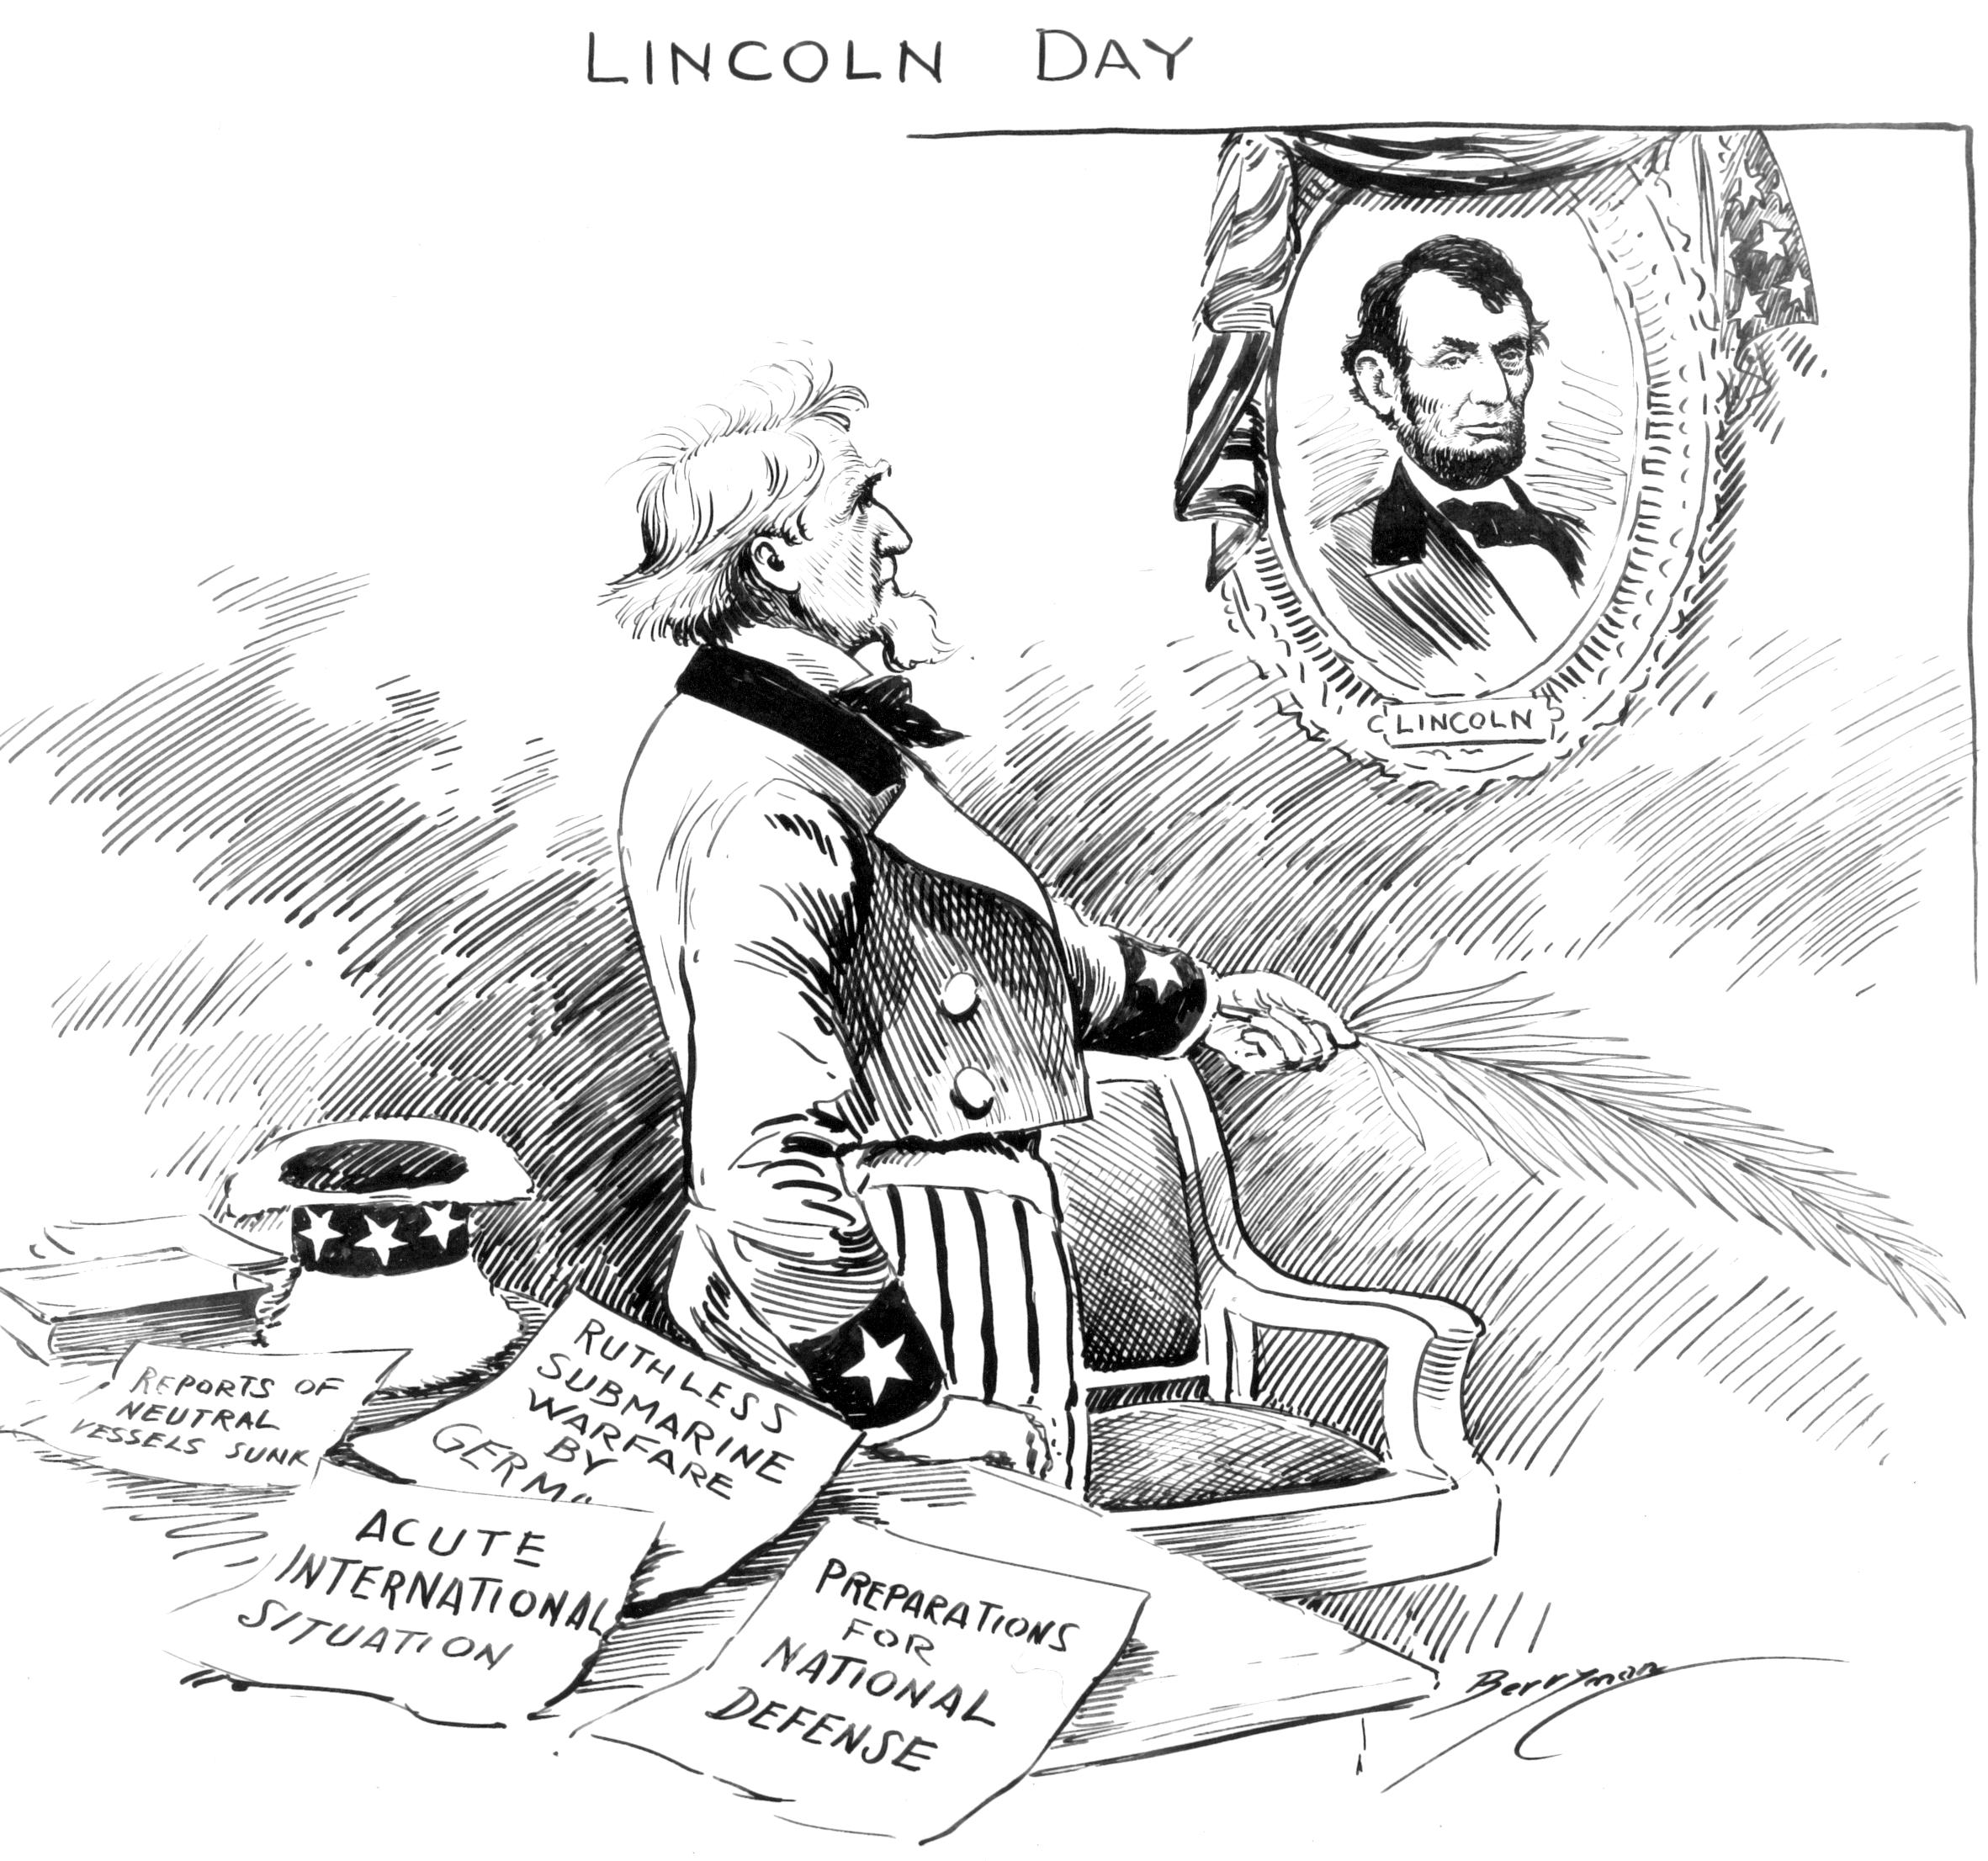 LINCOLN DAY
LINCOLN
REPORTS OF
NEUTRAL
VESSELS SUNK
RUTHLESS
SUBMARINE
WARFARE
BY
GERM
ACUTE
INTERNATIONAL
SITUATION
PREPARATIONS
FOR
NATIONAL
DEFENSE
Berryman